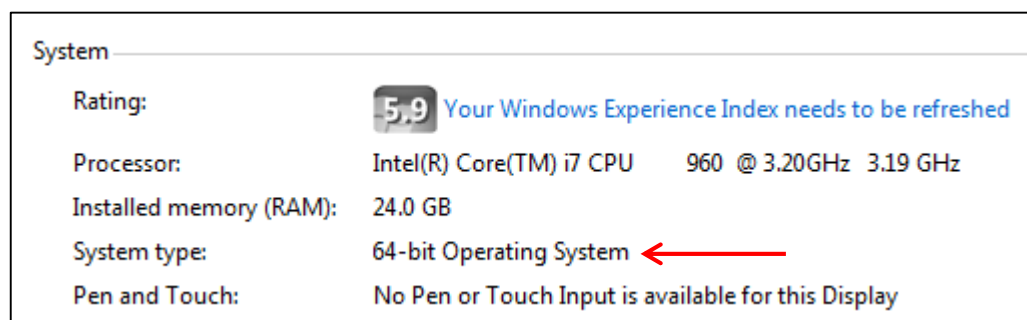 System
Rating: 5.9 Your Windows Experience Index needs to be refreshed
Processor: Intel(R) Core(TM) i7 CPU 960 @ 3.20GHz 3.19 GHz
Installed memory (RAM): 24.0 GB
System type: 64-bit Operating System
Pen and Touch: No Pen or Touch Input is available for this Display